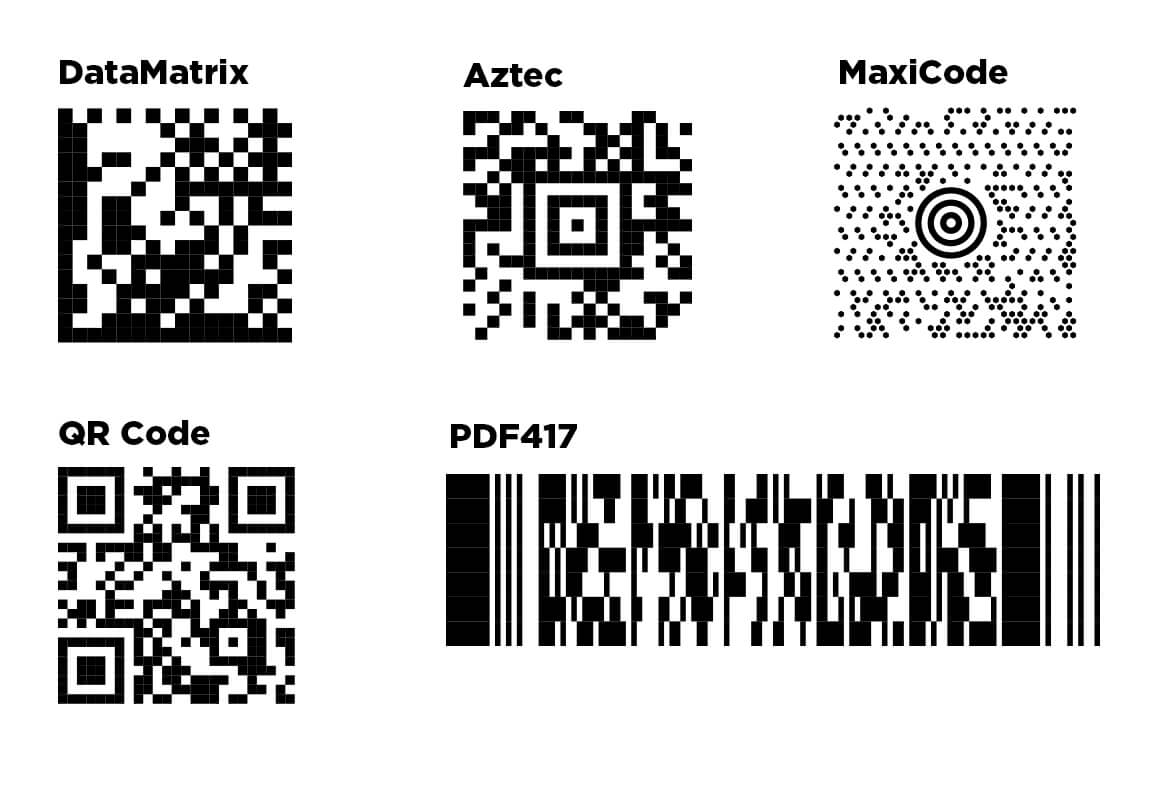 DataMatrix
Aztec
MaxiCode
QR Code
PDF417